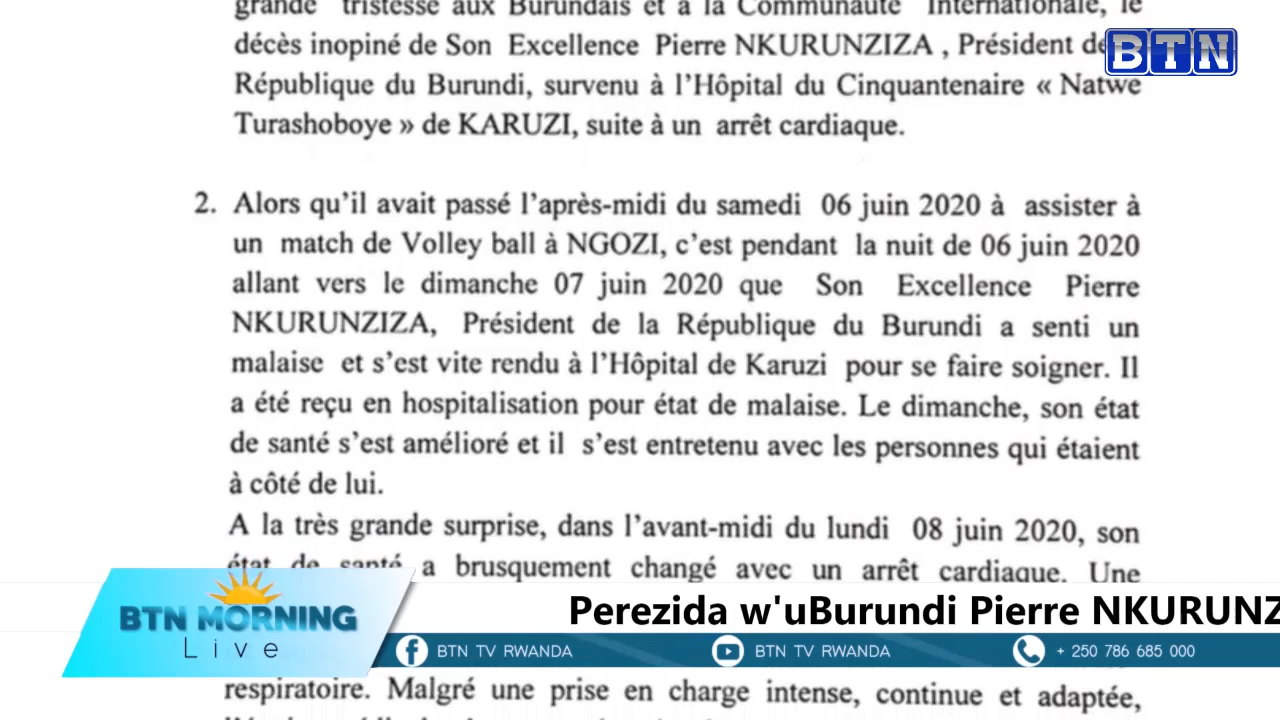 grande tristesse aux Burundais et à la Communauté Internationale, le
décès inopiné de Son Excellence Pierre NKURUNZIZA , Président de
BTN
République du Burundi, survenu à l'Hôpital du Cinquantenaire « Natwe
Turashoboye » de KARUZI, suite à un arrêt cardiaque.
2. Alors qu'il avait passé l'après-midi du samedi 06 juin 2020 à assister à
un match de Volley ball à NGOZI, c'est pendant la nuit de 06 juin 2020
allant vers le dimanche 07 juin 2020 que Son Excellence Pierre
NKURUNZIZA, Président de la République du Burundi a senti un
malaise et s'est vite rendu à l'Hôpital de Karuzi pour se faire soigner. Il
a été reçu en hospitalisation pour état de malaise. Le dimanche, son état
de santé s'est amélioré et il s'est entretenu avec les personnes qui étaient
à côté de lui.
A la très grande surprise, dans l'avant-midi du lundi 08 juin 2020, son
état de santé a brusquement changé avec un arrêt cardiaque. Une
BTN MORNING
Live
Perezida w'uBurundi Pierre NKURUNZ
BTN TV RWANDA
BTN TV RWANDA
+ 250 786 685 000
respiratoire. Malgré une prise en charge intense, continue et adaptée,